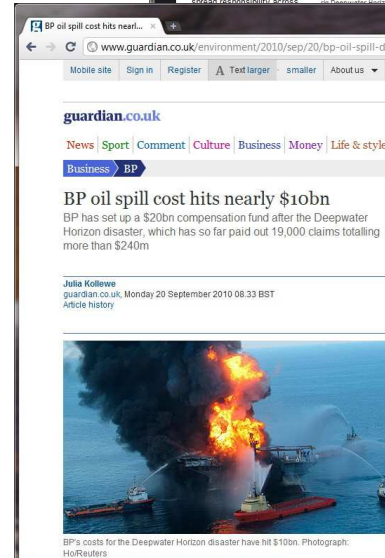 spread responsibility across
BP oil spill cost hits nearl...
www.guardian.co.uk/environment/2010/sep/20/bp-oil-spill-d
Mobile site Sign in Register A Text larger smaller About us
guardian.co.uk
News Sport Comment Culture Business Money Life & style
Business BP
BP oil spill cost hits nearly $10bn
BP has set up a $20bn compensation fund after the Deepwater
Horizon disaster, which has so far paid out 19,000 claims totalling
more than $240m
Julia Kollewe
guardian.co.uk, Monday 20 September 2010 08.33 BST
Article history
BP's costs for the Deepwater Horizon disaster have hit $10bn. Photograph:
Ho/Reuters